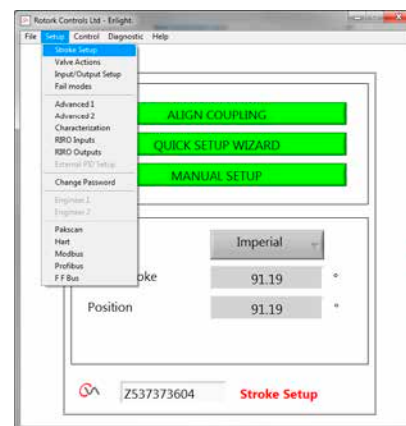 Rotork Controls Ltd - Enlight.
File Setup Control Diagnostic Help
Stroke Setup
Valve Actions
Input/Output Setup
Fail modes
Advanced 1
Advanced 2
Characterization
RIRO Inputs
RIRO Outputs
External PID Setup
Change Password
Engineer 1
Engineer 2
Pakscan
Hart
Modbus
Profibus
F F Bus
ALIGN COUPLING
QUICK SETUP WIZARD
MANUAL SETUP
Imperial
oke 91.19 °
Position 91.19 °
Z537373604 Stroke Setup